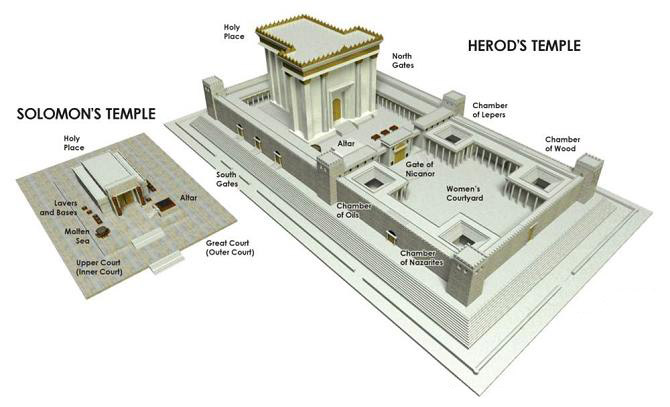 HEROD'S TEMPLE
Holy
Place
North
Gates
Chamber
of Lepers
Chamber
of Wood
Altar
Gate of
Nicanor
Women's
Courtyard
South
Gates
Chamber
of Oils
Chamber
of Nazarites
SOLOMON'S TEMPLE
Holy
Place
Lavers
and Bases
Altar
Molten
Sea
Upper Court
(Inner Court)
Great Court
(Outer Court)